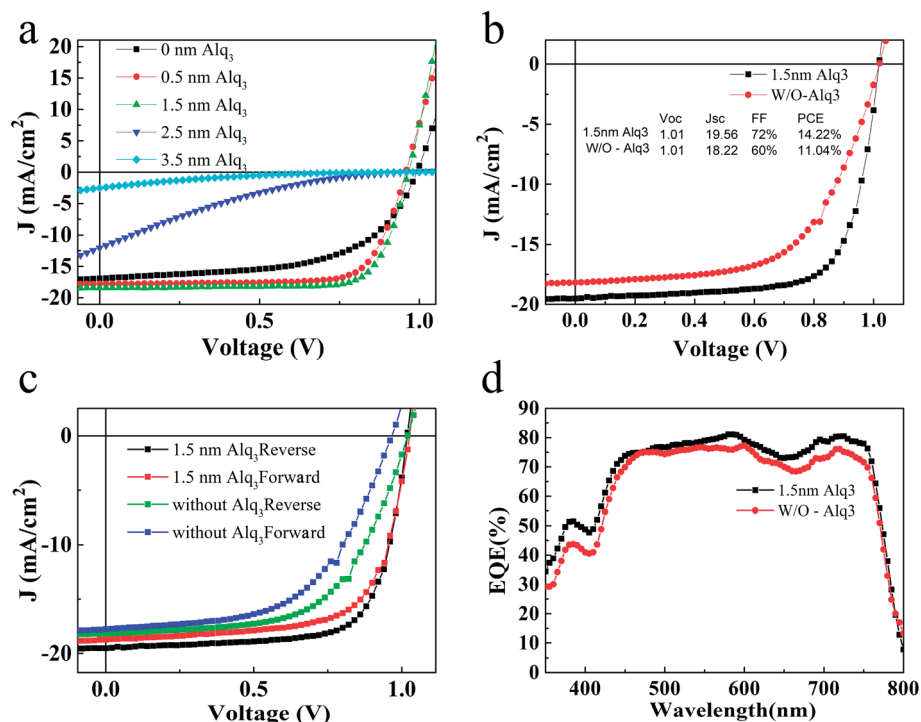 a
20
15
10
5
0
-5
-10
-15
-20
J (mA/cm²)
0 nm Alq₃
0.5 nm Alq₃
1.5 nm Alq₃
2.5 nm Alq₃
3.5 nm Alq₃
0.0 0.5 1.0
Voltage (V)
b
0
-5
-10
-15
-20
J (mA/cm²)
1.5nm Alq3
W/O-Alq3
Voc Jsc FF PCE
1.5nm Alq3 1.01 19.56 72% 14.22%
W/O - Alq3 1.01 18.22 60% 11.04%
0.0 0.2 0.4 0.6 0.8 1.0
Voltage (V)
c
0
-10
-20
J (mA/cm²)
1.5 nm Alq₃Reverse
1.5 nm Alq₃Forward
without Alq₃Reverse
without Alq₃Forward
0.0 0.5 1.0
Voltage (V)
d
90
80
70
60
50
40
30
20
10
0
EQE(%)
1.5nm Alq3
W/O - Alq3
400 500 600 700 800
Wavelength(nm)